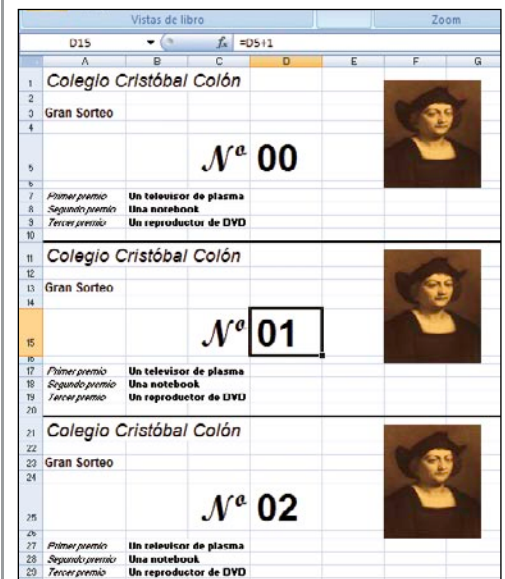 Vistas de libro Zoom
D15 fx =D5+1
A B C D E F G
1 Colegio Cristóbal Colón
2
3 Gran Sorteo
4
5 Nº 00
6
7 Primer premio Un televisor de plasma
8 Segundo premio Una notebook
9 Tercer premio Un reproductor de DVD
10
11 Colegio Cristóbal Colón
12
13 Gran Sorteo
14
15 Nº 01
16
17 Primer premio Un televisor de plasma
18 Segundo premio Una notebook
19 Tercer premio Un reproductor de DVD
20
21 Colegio Cristóbal Colón
22
23 Gran Sorteo
24
25 Nº 02
26
27 Primer premio Un televisor de plasma
28 Segundo premio Una notebook
29 Tercer premio Un reproductor de DVD